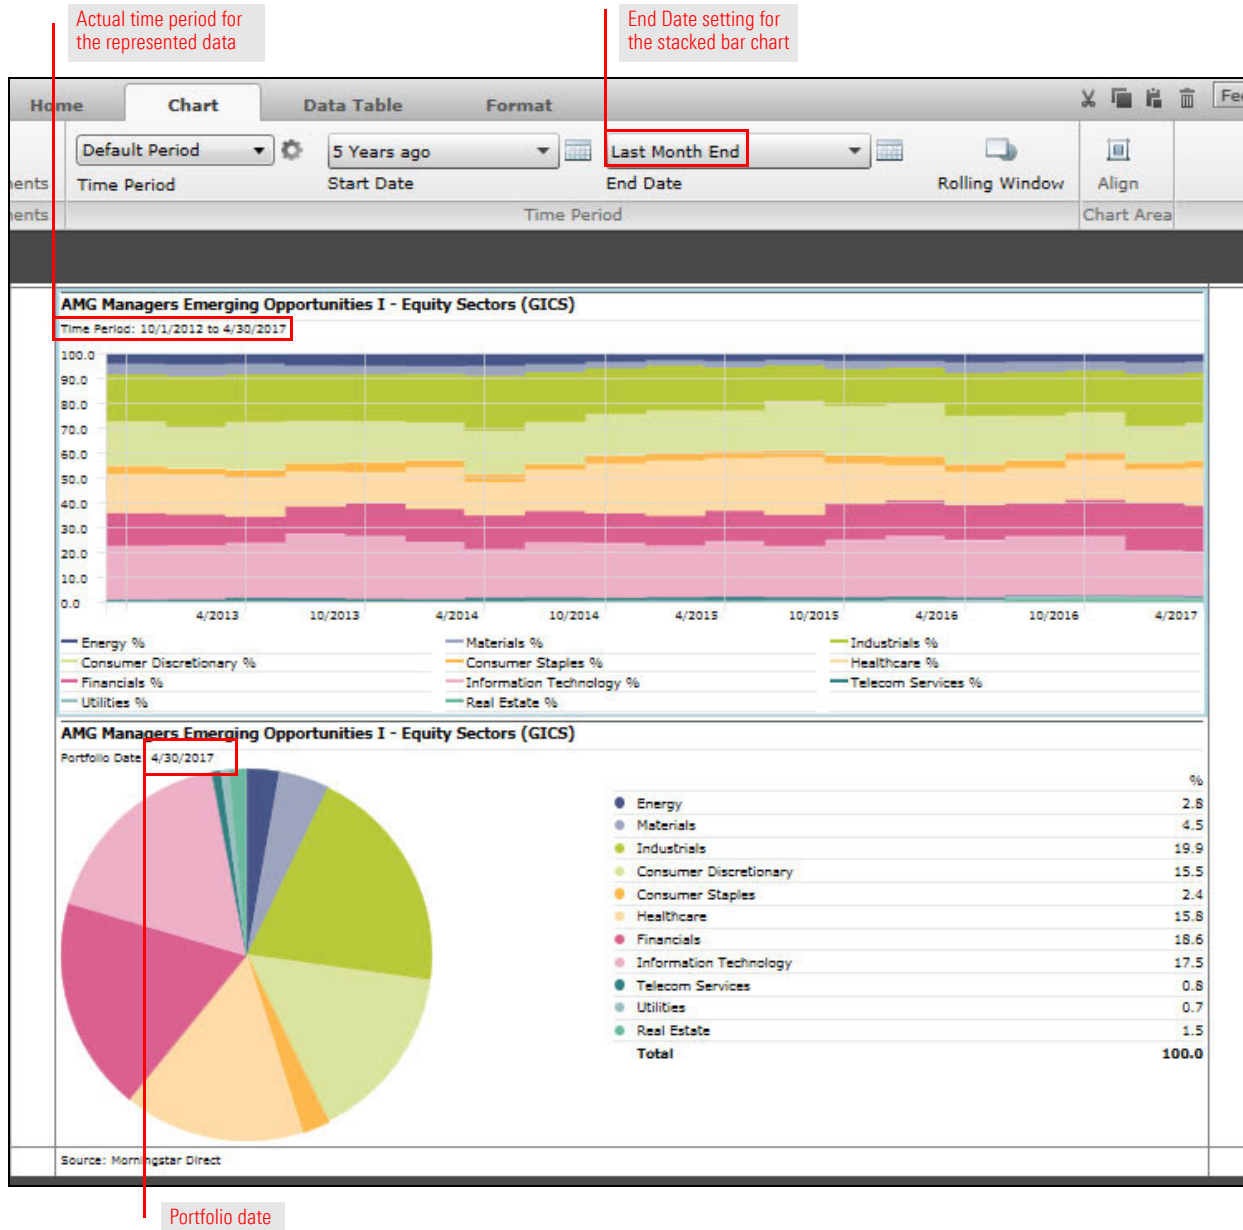 Actual time period for
the represented data
End Date setting for
the stacked bar chart
Home Chart Data Table Format
Default Period 5 Years ago Last Month End
Time Period Start Date End Date Rolling Window Align
Time Period Chart Area
AMG Managers Emerging Opportunities I - Equity Sectors (GICS)
Time Period: 10/1/2012 to 4/30/2017
100.0
90.0
80.0
70.0
60.0
50.0
40.0
30.0
20.0
10.0
0.0
4/2013 10/2013 4/2014 10/2014 4/2015 10/2015 4/2016 10/2016 4/2017
Energy % Materials % Industrials %
Consumer Discretionary % Consumer Staples % Healthcare %
Financials % Information Technology % Telecom Services %
Utilities % Real Estate %
AMG Managers Emerging Opportunities I - Equity Sectors (GICS)
Portfolio Date: 4/30/2017
%
Energy 2.8
Materials 4.5
Industrials 19.9
Consumer Discretionary 15.5
Consumer Staples 2.4
Healthcare 15.8
Financials 18.6
Information Technology 17.5
Telecom Services 0.8
Utilities 0.7
Real Estate 1.5
Total 100.0
Source: Morningstar Direct
Portfolio date